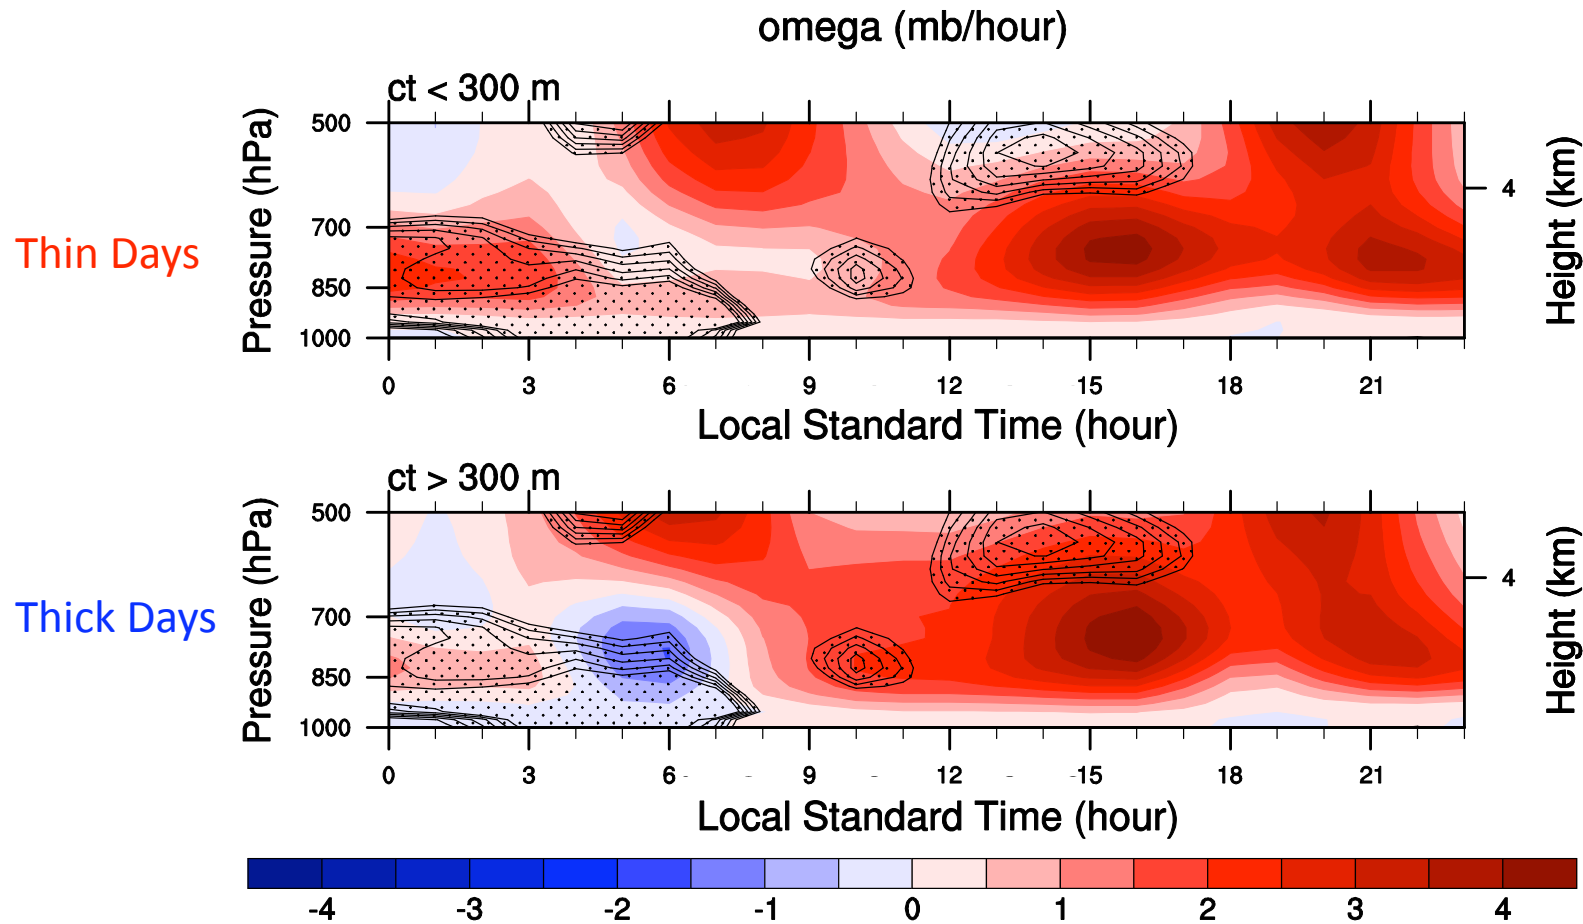 omega (mb/hour)
ct < 300 m
Thin Days
Pressure (hPa)
500
700
850
1000
4
Height (km)
0 3 6 9 12 15 18 21
Local Standard Time (hour)
ct > 300 m
Thick Days
Pressure (hPa)
500
700
850
1000
4
Height (km)
0 3 6 9 12 15 18 21
Local Standard Time (hour)
-4 -3 -2 -1 0 1 2 3 4